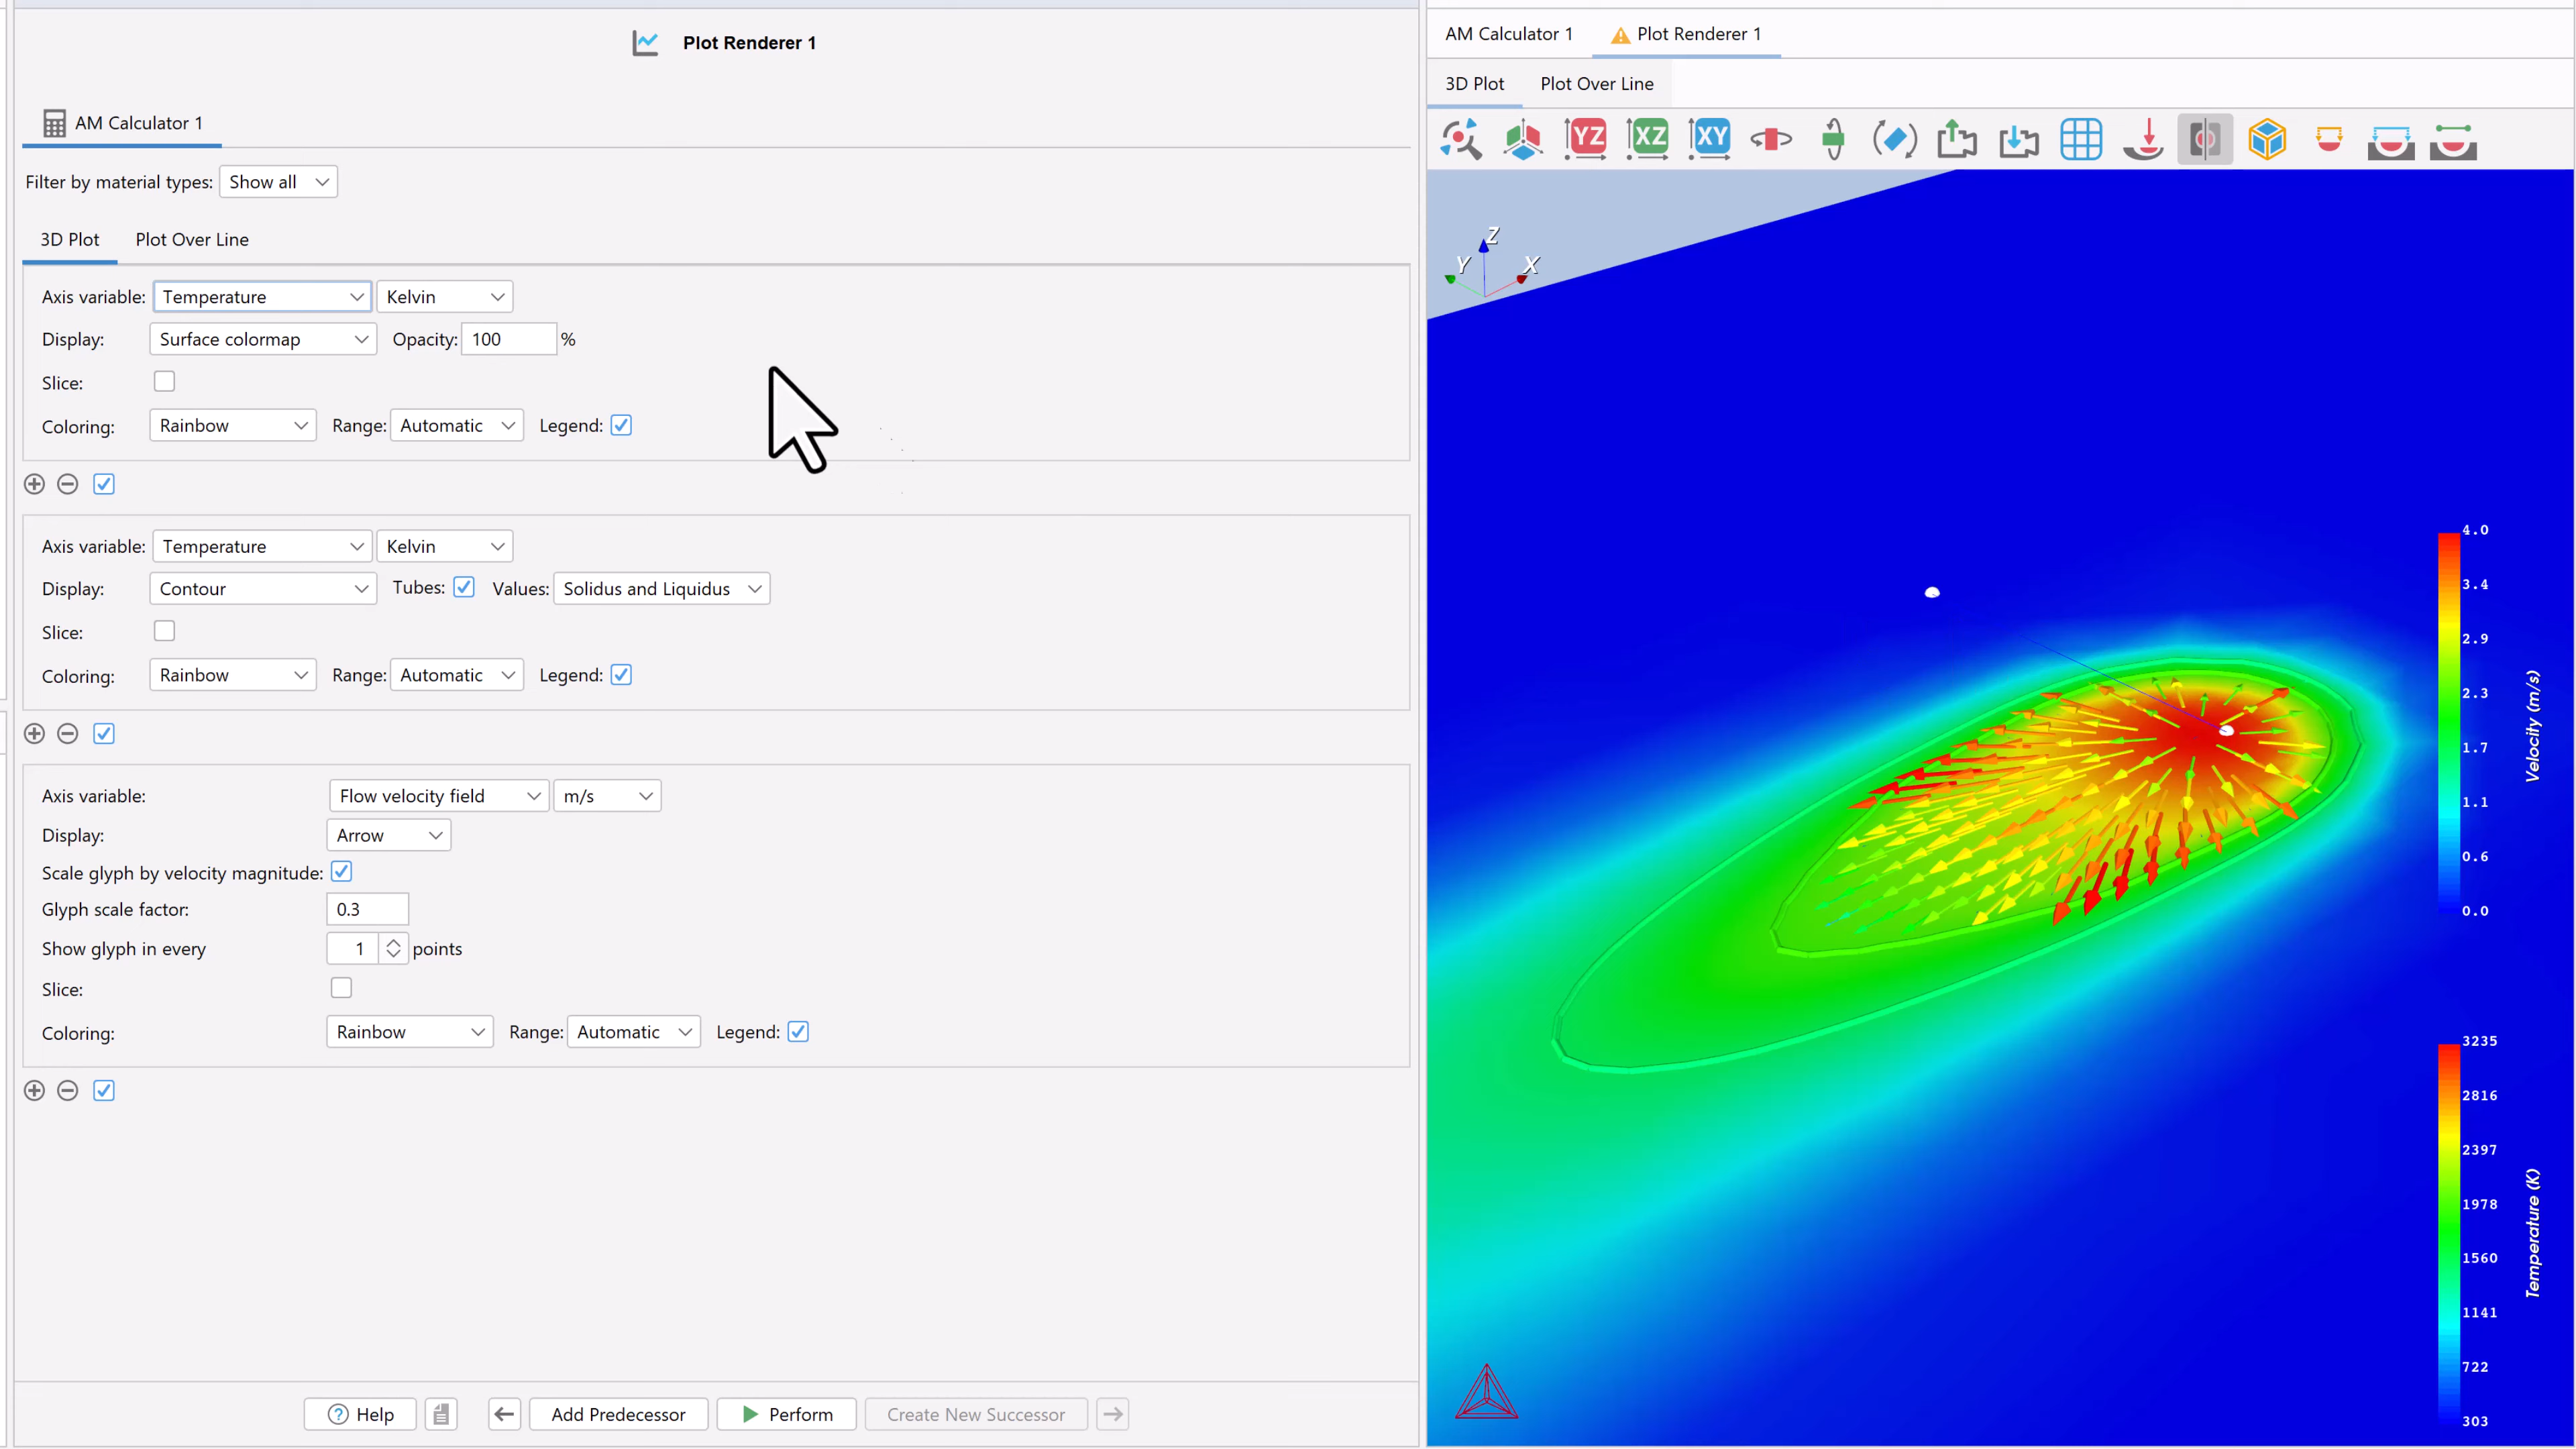 Plot Renderer 1
AM Calculator 1
Filter by material types: Show all
3D Plot Plot Over Line
Axis variable: Temperature Kelvin
Display: Surface colormap Opacity: 100 %
Slice:
Coloring: Rainbow Range: Automatic Legend:
Axis variable: Temperature Kelvin
Display: Contour Tubes: Values: Solidus and Liquidus
Slice:
Coloring: Rainbow Range: Automatic Legend:
Axis variable: Flow velocity field m/s
Display: Arrow
Scale glyph by velocity magnitude:
Glyph scale factor: 0.3
Show glyph in every 1 points
Slice:
Coloring: Rainbow Range: Automatic Legend:
Help Add Predecessor Perform Create New Successor
AM Calculator 1 Plot Renderer 1
3D Plot Plot Over Line
YZ XZ XY
Z
Y X
4.0
3.4
2.9
2.3
1.7
1.1
0.6
0.0
Velocity (m/s)
3235
2816
2397
1978
1560
1141
722
303
Temperature (K)